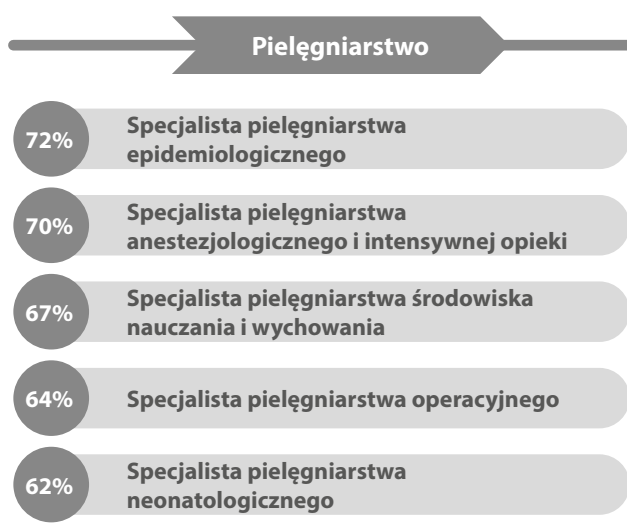 Pielęgniarstwo
72%
Specjalista pielęgniarstwa
epidemiologicznego
70%
Specjalista pielęgniarstwa
anestezjologicznego i intensywnej opieki
67%
Specjalista pielęgniarstwa środowiska
nauczania i wychowania
64%
Specjalista pielęgniarstwa operacyjnego
62%
Specjalista pielęgniarstwa
neonatologicznego